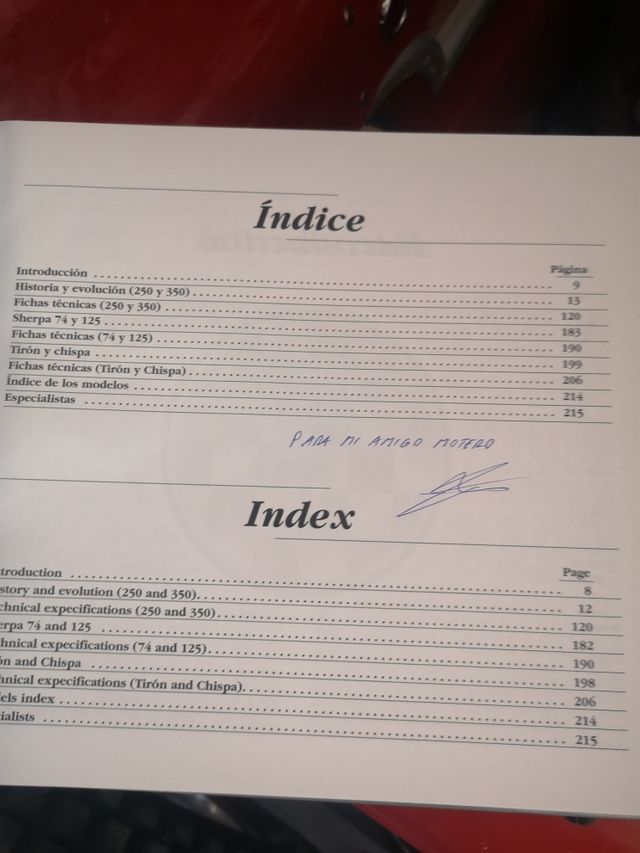 Índice
Página
Introducción ........ 9
Historia y evolución (250 y 350) ........ 13
Fichas técnicas (250 y 350) ........ 120
Sherpa 74 y 125 ........ 183
Fichas técnicas (74 y 125) ........ 190
Tirón y chispa ........ 199
Fichas técnicas (Tirón y Chispa) ........ 206
Índice de los modelos ........ 214
Especialistas ........ 215
PARA MI AMIGO MOTERO
Index
Page
troduction ........ 8
story and evolution (250 and 350) ........ 12
chnical expecifications (250 and 350) ........ 120
erpa 74 and 125 ........ 182
hnical expecifications (74 and 125) ........ 190
ón and Chispa ........ 198
hnical expecifications (Tirón and Chispa) ........ 206
els index ........ 214
ialists ........ 215